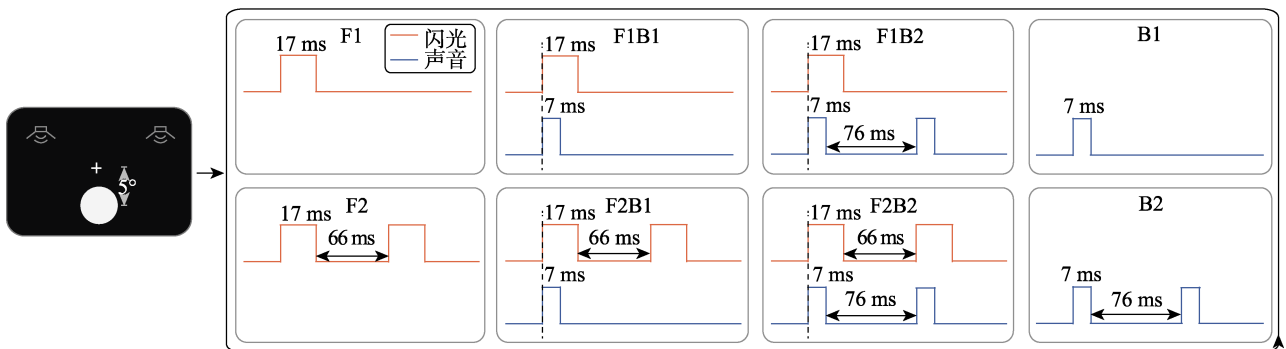 +
5°
F1
17 ms
闪光
声音
F1B1
17 ms
7 ms
F1B2
17 ms
7 ms
76 ms
B1
7 ms
F2
17 ms
66 ms
F2B1
17 ms
66 ms
7 ms
F2B2
17 ms
66 ms
7 ms
76 ms
B2
7 ms
76 ms